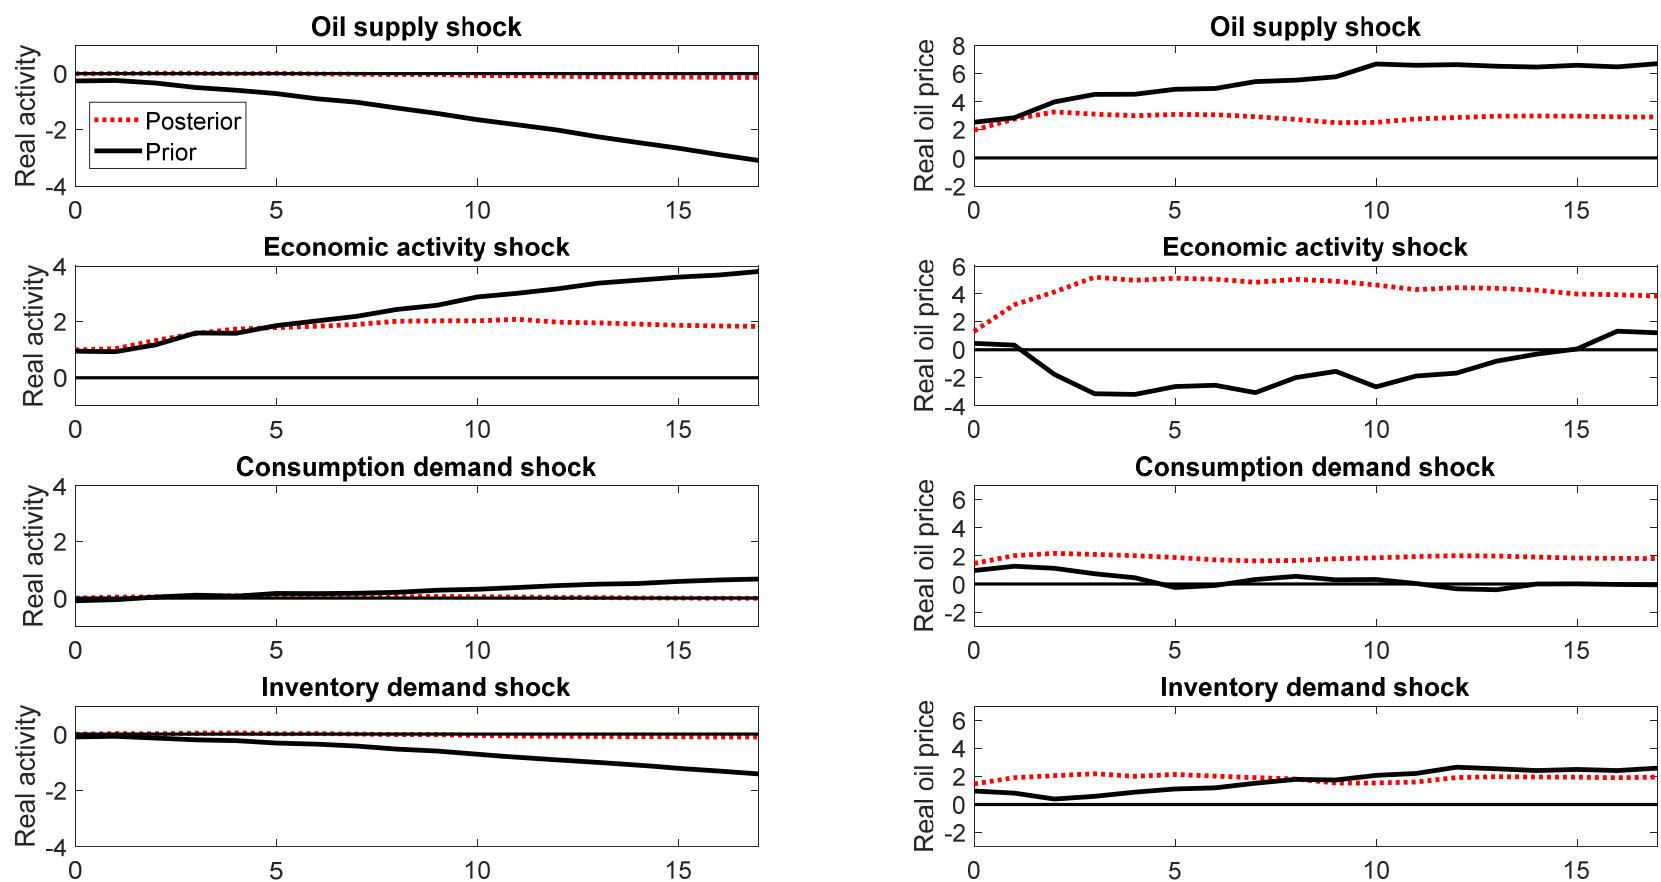 Oil supply shock
Real activity
0
-2
-4
Posterior
Prior
0 5 10 15
Oil supply shock
Real oil price
8
6
4
2
0
-2
0 5 10 15
Economic activity shock
Real activity
4
2
0
0 5 10 15
Economic activity shock
Real oil price
6
4
2
0
-2
-4
0 5 10 15
Consumption demand shock
Real activity
4
2
0
0 5 10 15
Consumption demand shock
Real oil price
6
4
2
0
-2
0 5 10 15
Inventory demand shock
Real activity
0
-2
-4
0 5 10 15
Inventory demand shock
Real oil price
6
4
2
0
-2
0 5 10 15